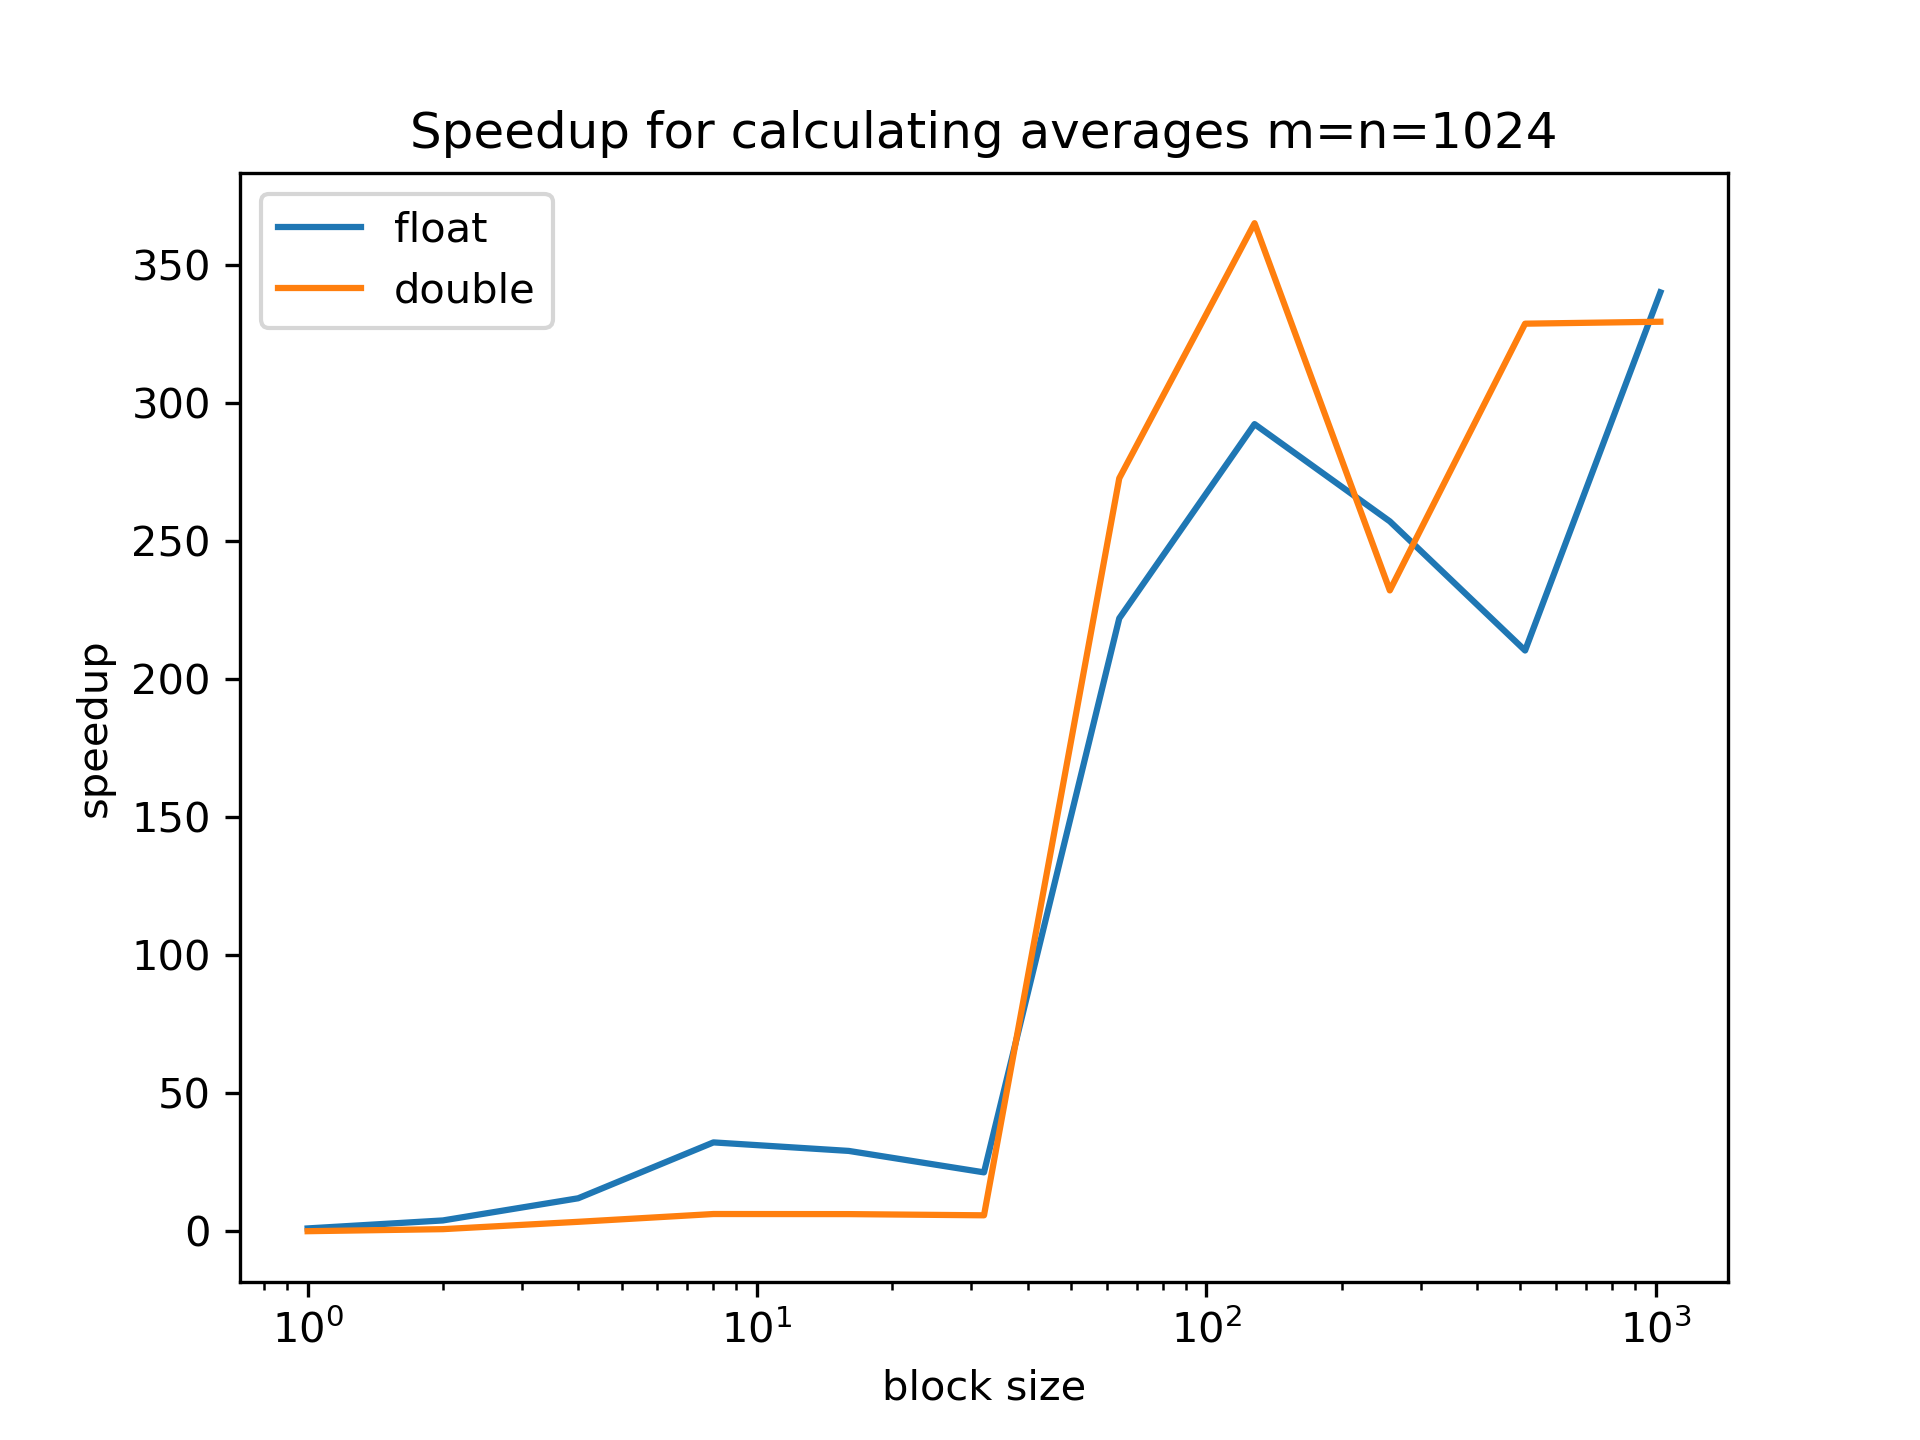 Speedup for calculating averages m=n=1024
float
double
speedup
350
300
250
200
150
100
50
0
10⁰ 10¹ 10² 10³
block size